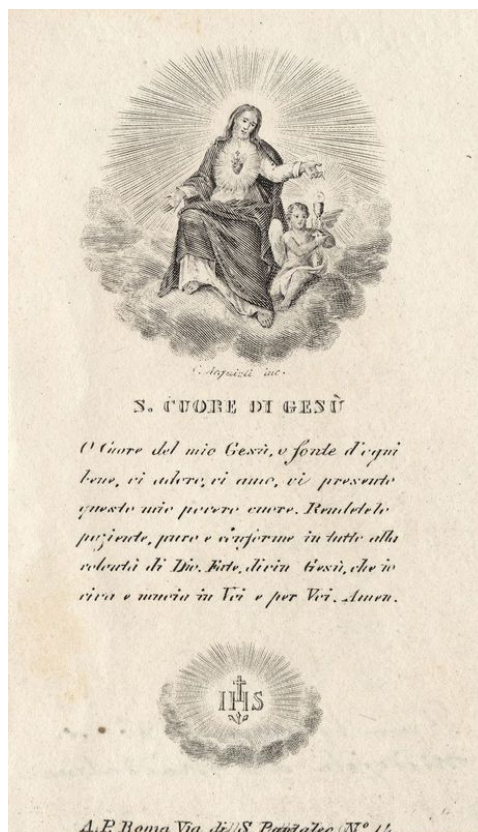 C. Acquisti inc.
S. CUORE DI GESÙ
O Cuore del mio Gesù, o fonte d'ogni
bene, vi adoro, vi amo, vi presento
questo mio povero cuore. Rendetelo
paziente, puro e conforme in tutto alla
volontà di Dio. Fate, divin Gesù, che io
viva e muoia in Voi e per Voi. Amen.
IHS
A.P. Roma Via di S. Pantaleo N.º 14